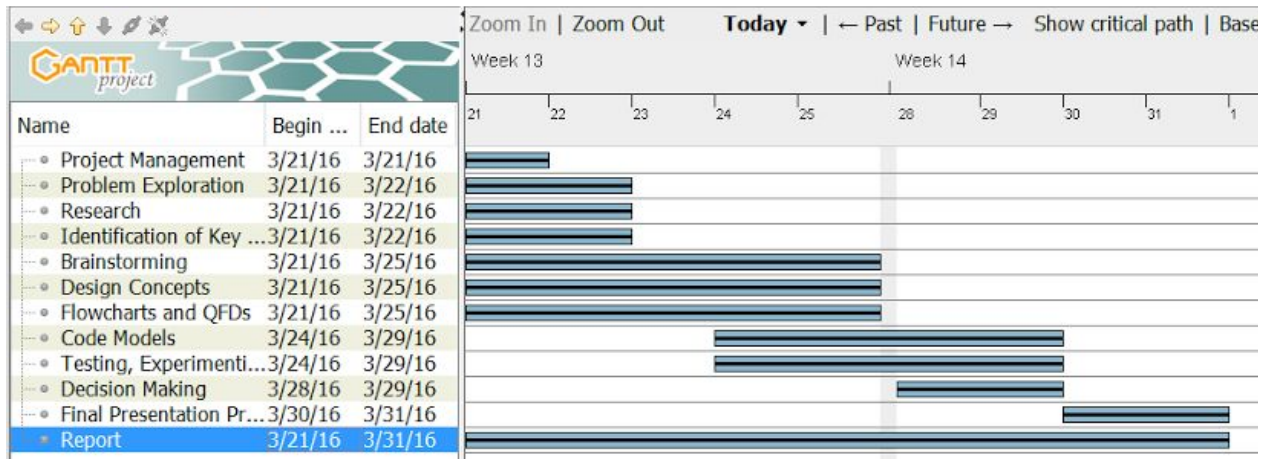 Zoom In | Zoom Out Today | ← Past | Future → Show critical path | Base
GANTT project
Week 13 Week 14
Name Begin ... End date
21 22 23 24 25 28 29 30 31 1
Project Management 3/21/16 3/21/16
Problem Exploration 3/21/16 3/22/16
Research 3/21/16 3/22/16
Identification of Key ... 3/21/16 3/22/16
Brainstorming 3/21/16 3/25/16
Design Concepts 3/21/16 3/25/16
Flowcharts and QFDs 3/21/16 3/25/16
Code Models 3/24/16 3/29/16
Testing, Experimenti... 3/24/16 3/29/16
Decision Making 3/28/16 3/29/16
Final Presentation Pr... 3/30/16 3/31/16
Report 3/21/16 3/31/16